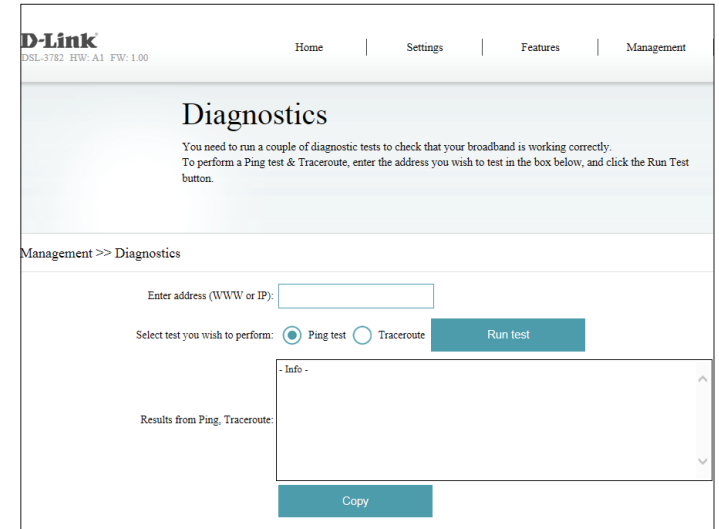 D-Link
DSL-3782 HW: A1 FW: 1.00
Home Settings Features Management
Diagnostics
You need to run a couple of diagnostic tests to check that your broadband is working correctly.
To perform a Ping test & Traceroute, enter the address you wish to test in the box below, and click the Run Test
button.
Management >> Diagnostics
Enter address (WWW or IP):
Select test you wish to perform: Ping test Traceroute Run test
- Info -
Results from Ping, Traceroute:
Copy